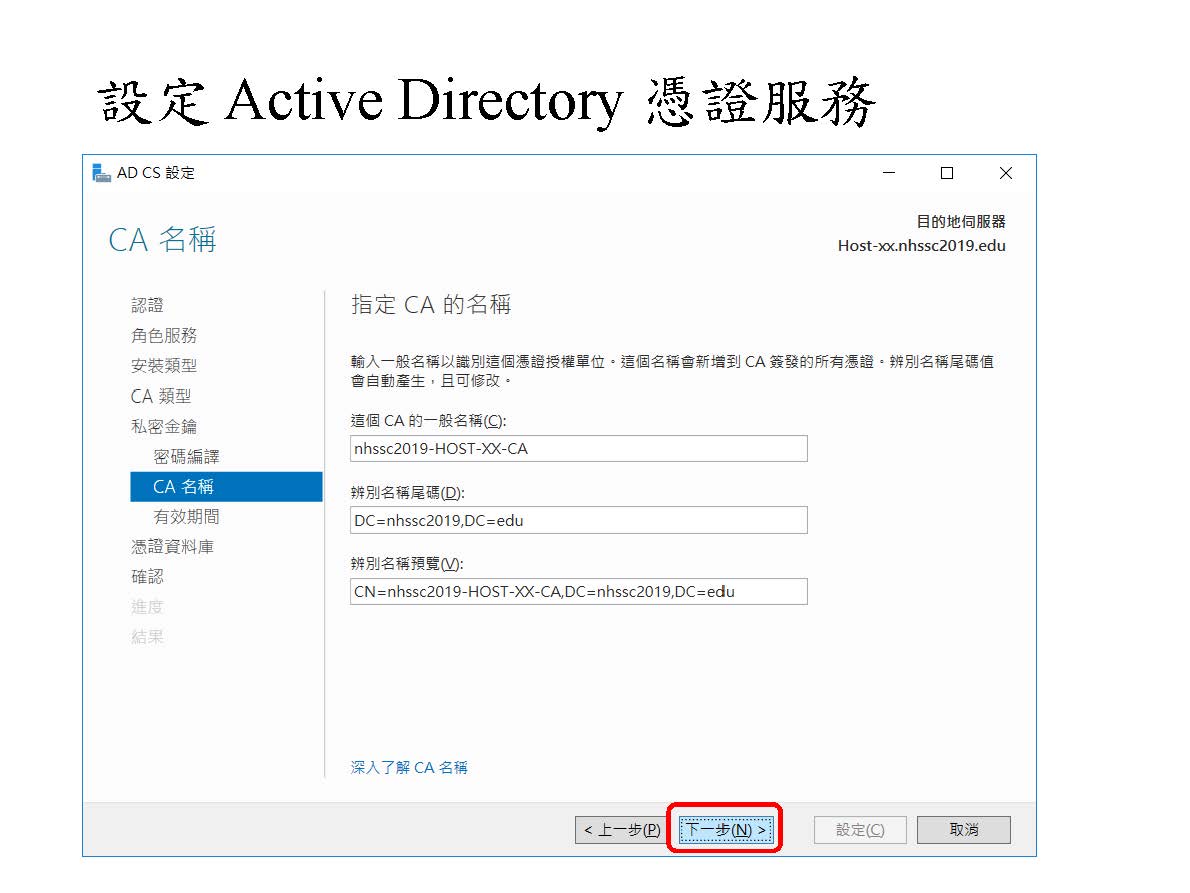 設定 Active Directory 憑證服務
AD CS 設定
CA 名稱
目的地伺服器
Host-xx.nhssc2019.edu
認證
角色服務
安裝類型
CA 類型
私密金鑰
密碼編譯
CA 名稱
有效期間
憑證資料庫
確認
進度
結果
指定 CA 的名稱
輸入一般名稱以識別這個憑證授權單位。這個名稱會新增到 CA 簽發的所有憑證。辨別名稱尾碼值
會自動產生，且可修改。
這個 CA 的一般名稱(C):
nhssc2019-HOST-XX-CA
辨別名稱尾碼(D):
DC=nhssc2019,DC=edu
辨別名稱預覽(V):
CN=nhssc2019-HOST-XX-CA,DC=nhssc2019,DC=edu
深入了解 CA 名稱
< 上一步(P)
下一步(N) >
設定(C)
取消